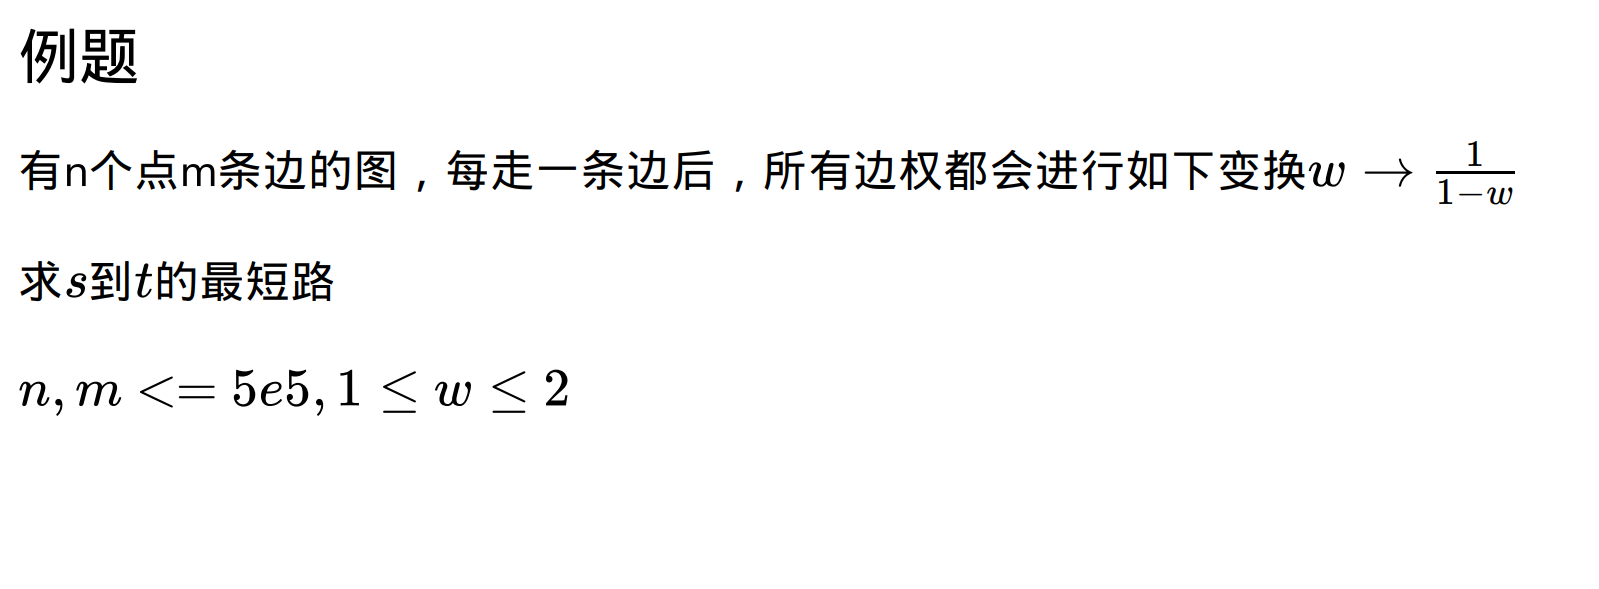 例题
有n个点m条边的图，每走一条边后，所有边权都会进行如下变换$w \to \frac{1}{1-w}$
求$s$到$t$的最短路
$n, m <= 5e5, 1 \leq w \leq 2$